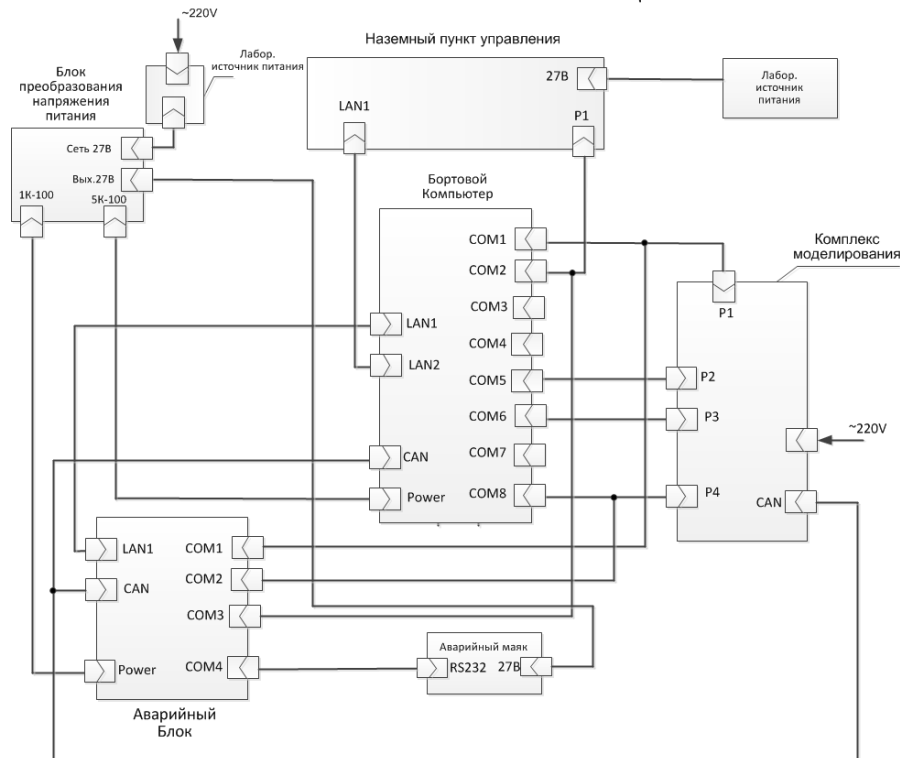 ~220V
Наземный пункт управления
Лабор.
источник питания
Блок
преобразования
напряжения
питания
27В
Лабор.
источник
питания
LAN1
P1
Сеть 27В
Вых.27В
1К-100
5К-100
Бортовой
Компьютер
COM1
COM2
COM3
COM4
COM5
COM6
COM7
COM8
LAN1
LAN2
CAN
Power
Комплекс
моделирования
P1
P2
P3
P4
~220V
CAN
LAN1
CAN
Power
COM1
COM2
COM3
COM4
Аварийный
Блок
Аварийный маяк
RS232
27В